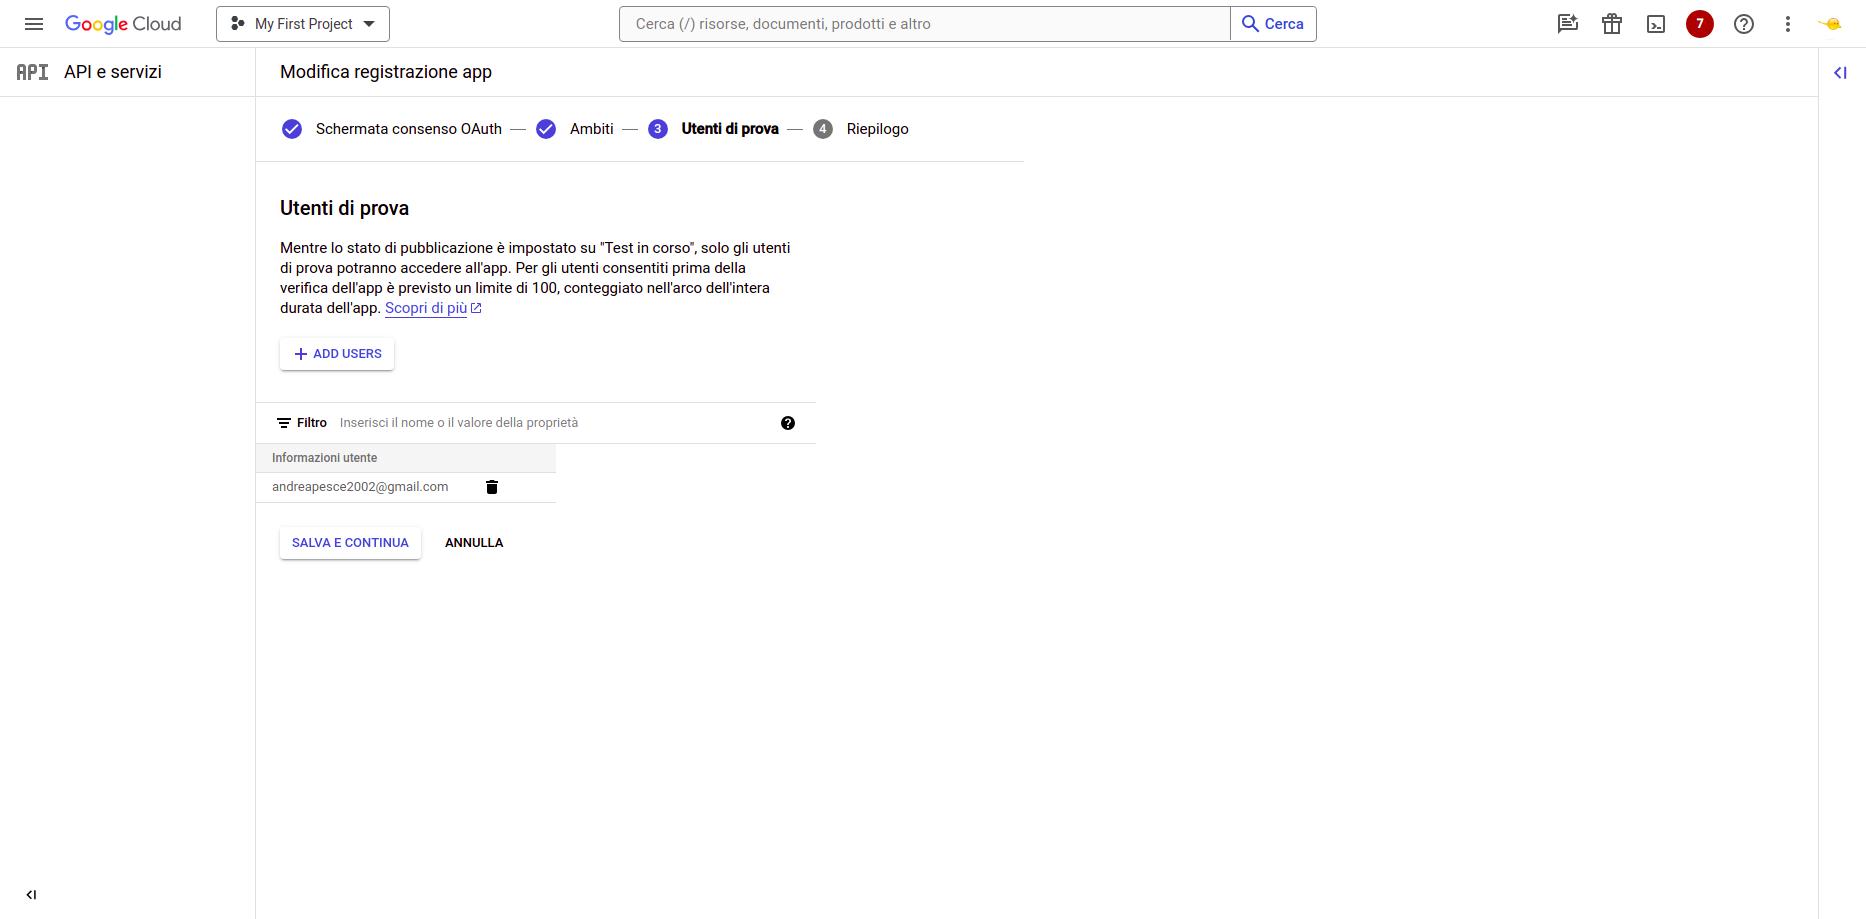 Google Cloud
My First Project
Cerca (/) risorse, documenti, prodotti e altro
Cerca
7
API API e servizi
Modifica registrazione app
Schermata consenso OAuth
Ambiti
3 Utenti di prova
4 Riepilogo
Utenti di prova
Mentre lo stato di pubblicazione è impostato su "Test in corso", solo gli utenti
di prova potranno accedere all'app. Per gli utenti consentiti prima della
verifica dell'app è previsto un limite di 100, conteggiato nell'arco dell'intera
durata dell'app. Scopri di più
ADD USERS
Filtro Inserisci il nome o il valore della proprietà
Informazioni utente
andreapesce2002@gmail.com
SALVA E CONTINUA ANNULLA